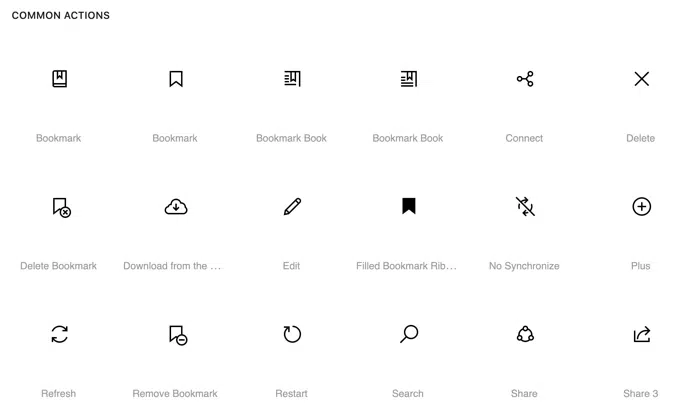 COMMON ACTIONS
Bookmark
Bookmark
Bookmark Book
Bookmark Book
Connect
Delete
Delete Bookmark
Download from the ...
Edit
Filled Bookmark Rib...
No Synchronize
Plus
Refresh
Remove Bookmark
Restart
Search
Share
Share 3